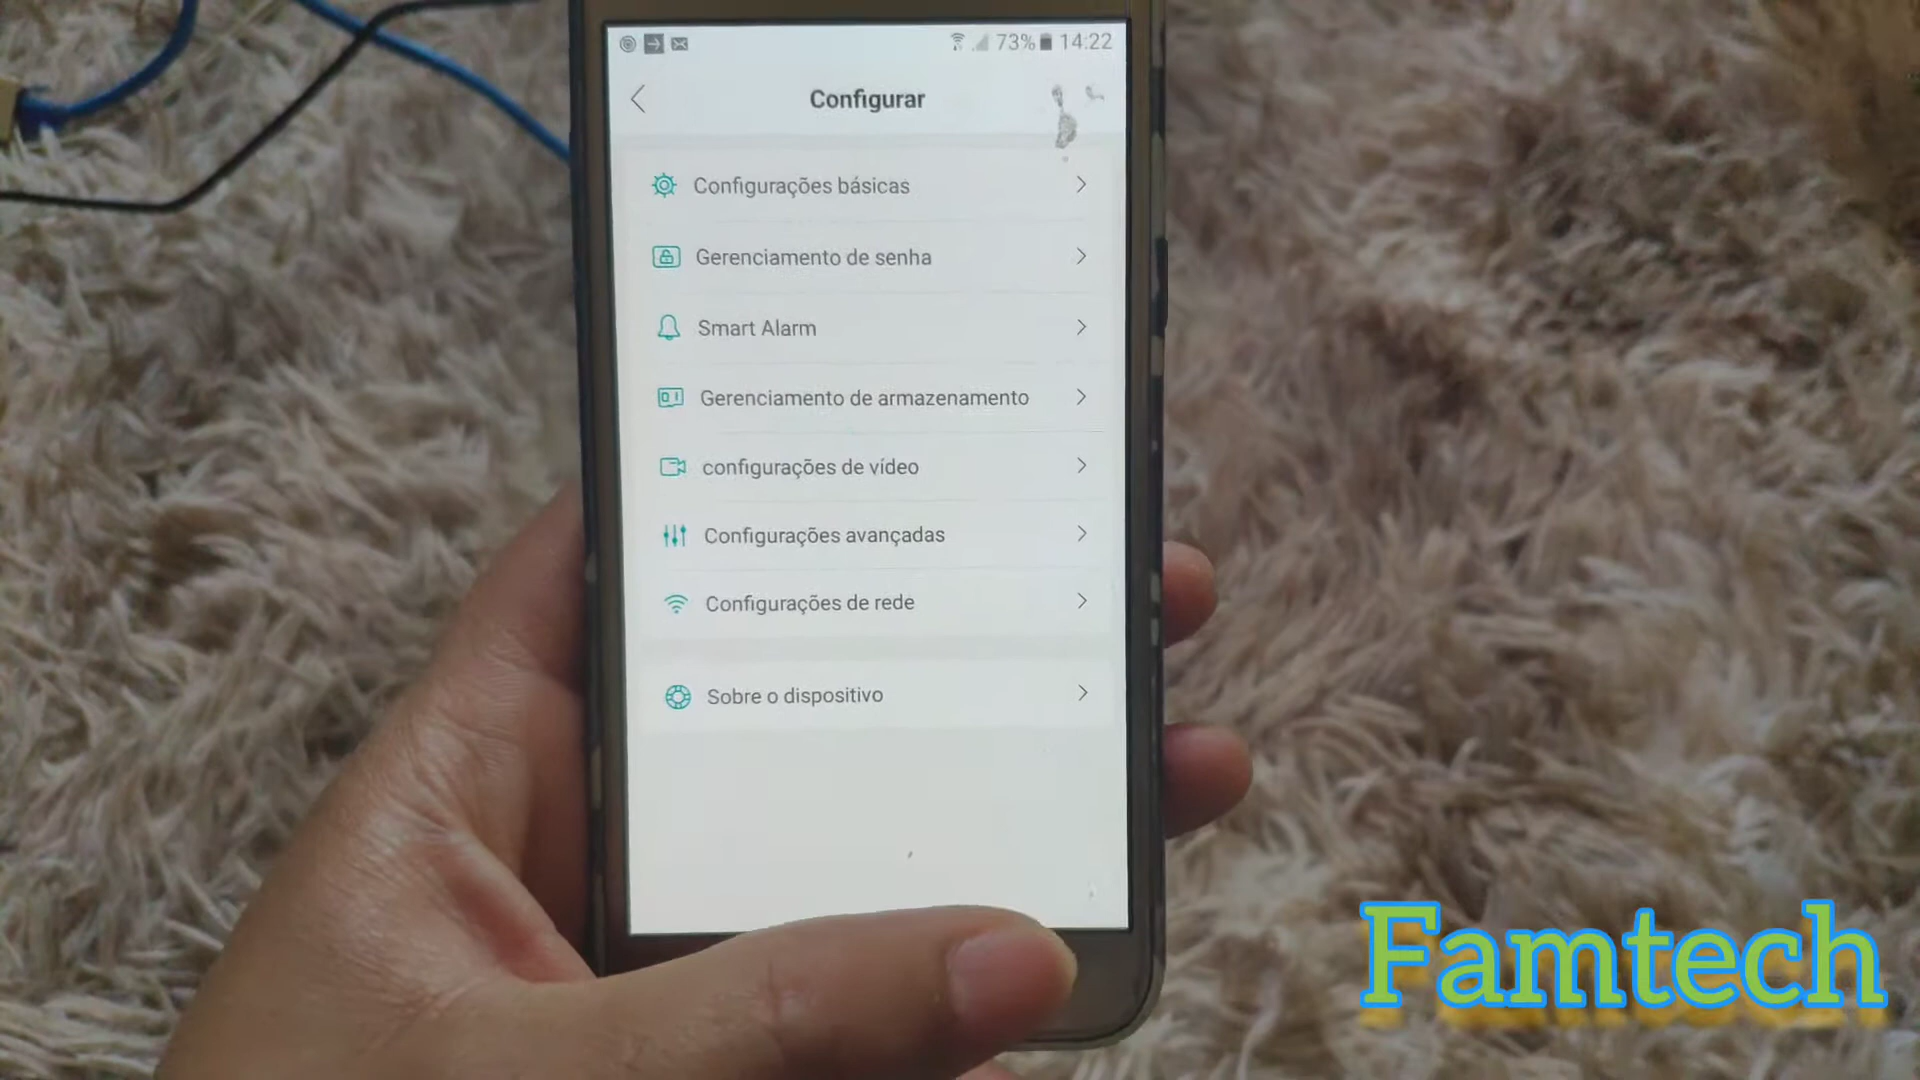 73% 14:22
Configurar
Configurações básicas
Gerenciamento de senha
Smart Alarm
Gerenciamento de armazenamento
configurações de vídeo
Configurações avançadas
Configurações de rede
Sobre o dispositivo
Famtech